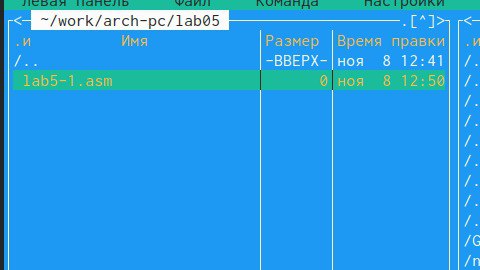 левая панель Файл Команда Настройки
<— ~/work/arch-pc/lab05 —.[^]>
.и Имя Размер Время правки
/.. -ВВЕРХ- ноя 8 12:41
lab5-1.asm 0 ноя 8 12:50